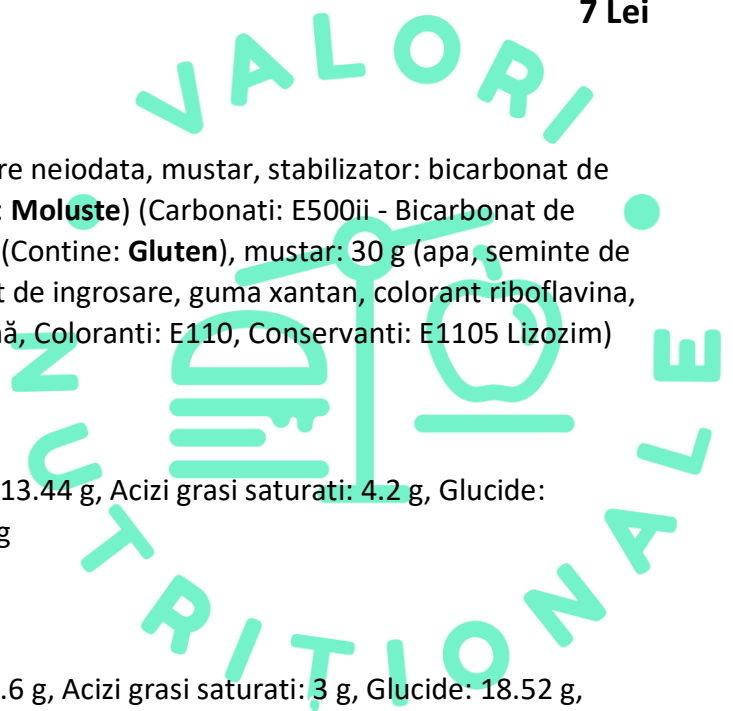 7 Lei
VALORI
re neiodata, mustar, stabilizator: bicarbonat de
: Moluste) (Carbonati: E500ii - Bicarbonat de
(Contine: Gluten), mustar: 30 g (apa, seminte de
t de ingrosare, guma xantan, colorant riboflavina,
nă, Coloranti: E110, Conservanti: E1105 Lizozim)
13.44 g, Acizi grasi saturati: 4.2 g, Glucide:
g
NUTRIȚIONALE
.6 g, Acizi grasi saturati: 3 g, Glucide: 18.52 g,